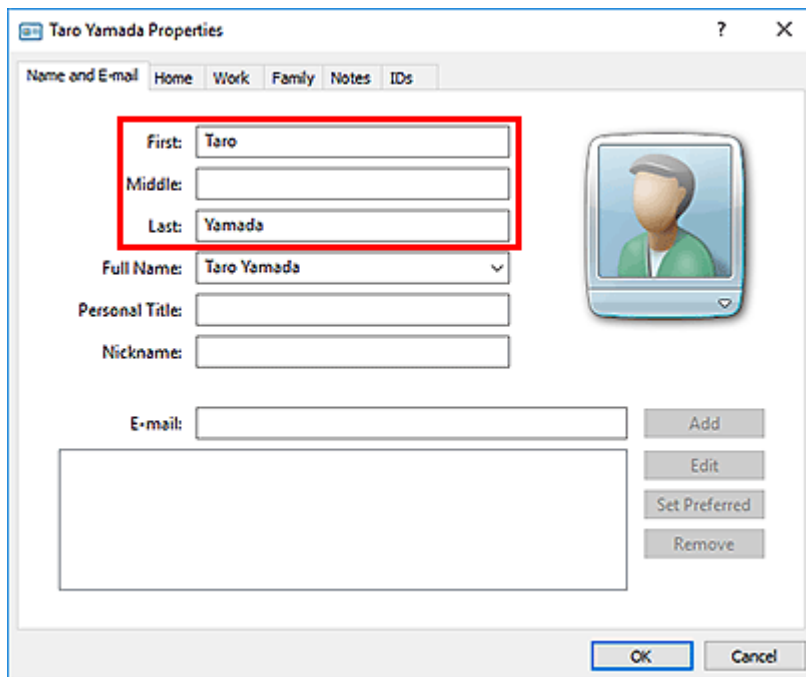 Taro Yamada Properties ? X
Name and E-mail Home Work Family Notes IDs
First: Taro
Middle:
Last: Yamada
Full Name: Taro Yamada
Personal Title:
Nickname:
E-mail: Add
Edit
Set Preferred
Remove
OK Cancel